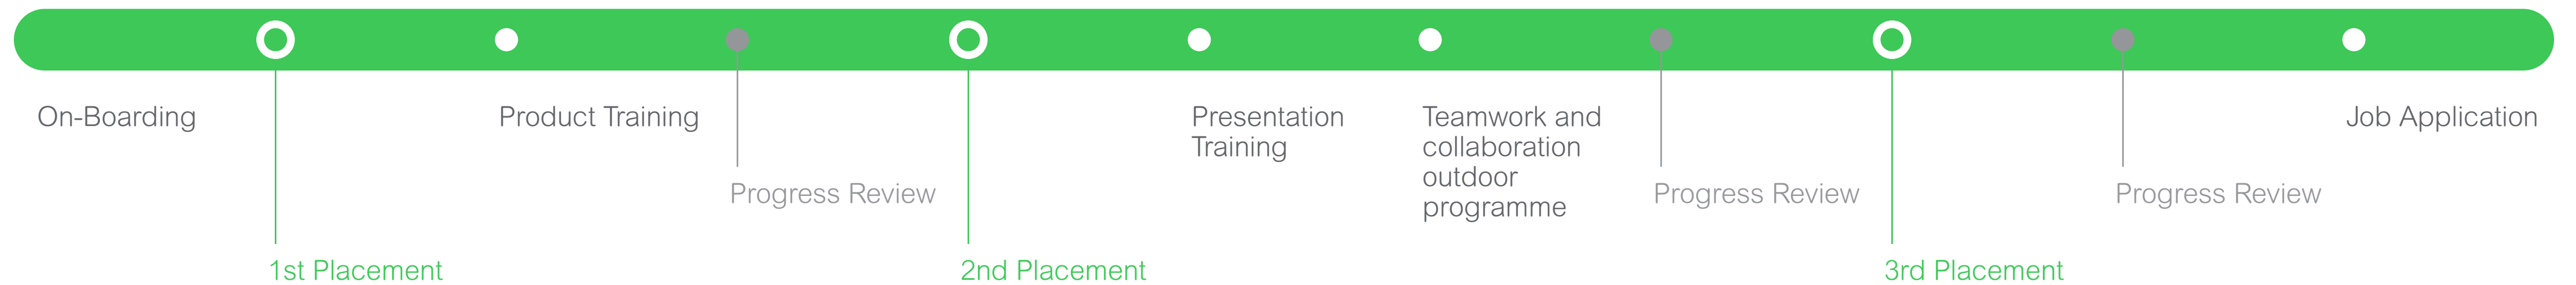 On-Boarding
1st Placement
Product Training
Progress Review
2nd Placement
Presentation
Training
Teamwork and
collaboration
outdoor
programme
Progress Review
3rd Placement
Progress Review
Job Application